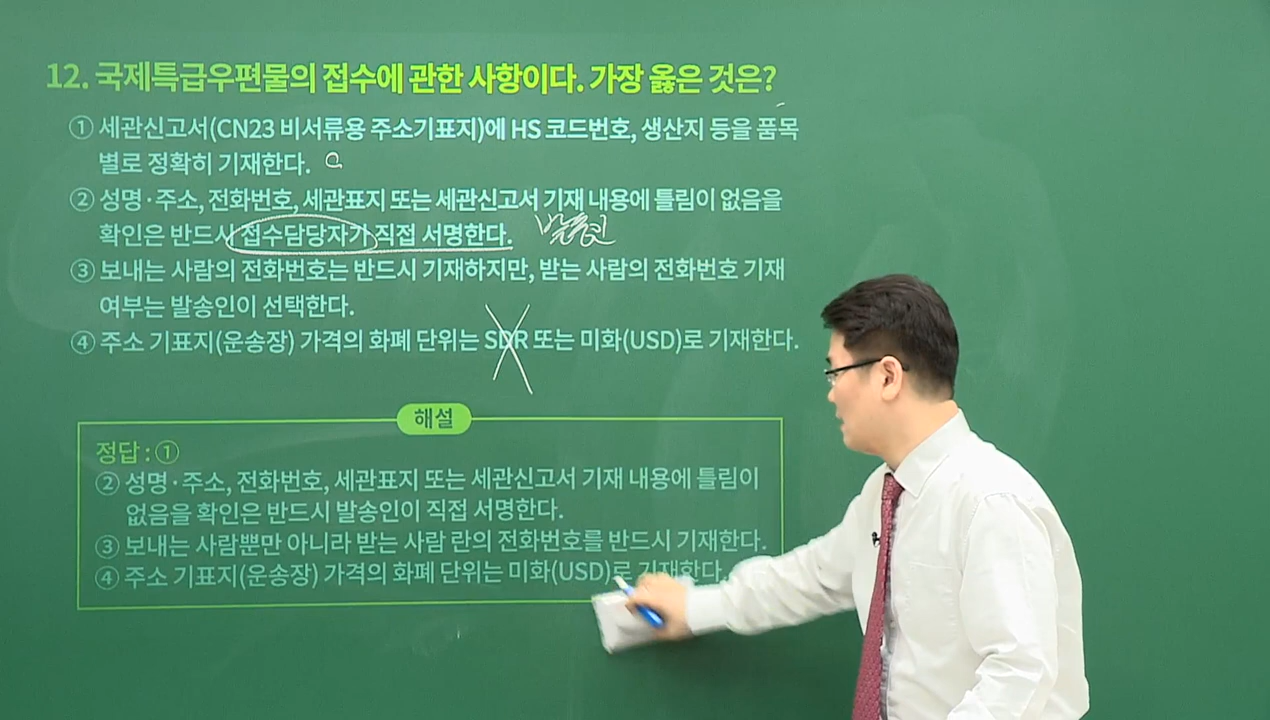 12. 국제특급우편물의 접수에 관한 사항이다. 가장 옳은 것은?
① 세관신고서(CN23 비서류용 주소기표지)에 HS 코드번호, 생산지 등을 품목
별로 정확히 기재한다.
② 성명·주소, 전화번호, 세관표지 또는 세관신고서 기재 내용에 틀림이 없음을
확인은 반드시 접수담당자가 직접 서명한다. 발송인
③ 보내는 사람의 전화번호는 반드시 기재하지만, 받는 사람의 전화번호 기재
여부는 발송인이 선택한다.
④ 주소 기표지(운송장) 가격의 화폐 단위는 SDR 또는 미화(USD)로 기재한다.
해설
정답 : ①
② 성명·주소, 전화번호, 세관표지 또는 세관신고서 기재 내용에 틀림이
없음을 확인은 반드시 발송인이 직접 서명한다.
③ 보내는 사람뿐만 아니라 받는 사람 란의 전화번호를 반드시 기재한다.
④ 주소 기표지(운송장) 가격의 화폐 단위는 미화(USD)로 기재한다.